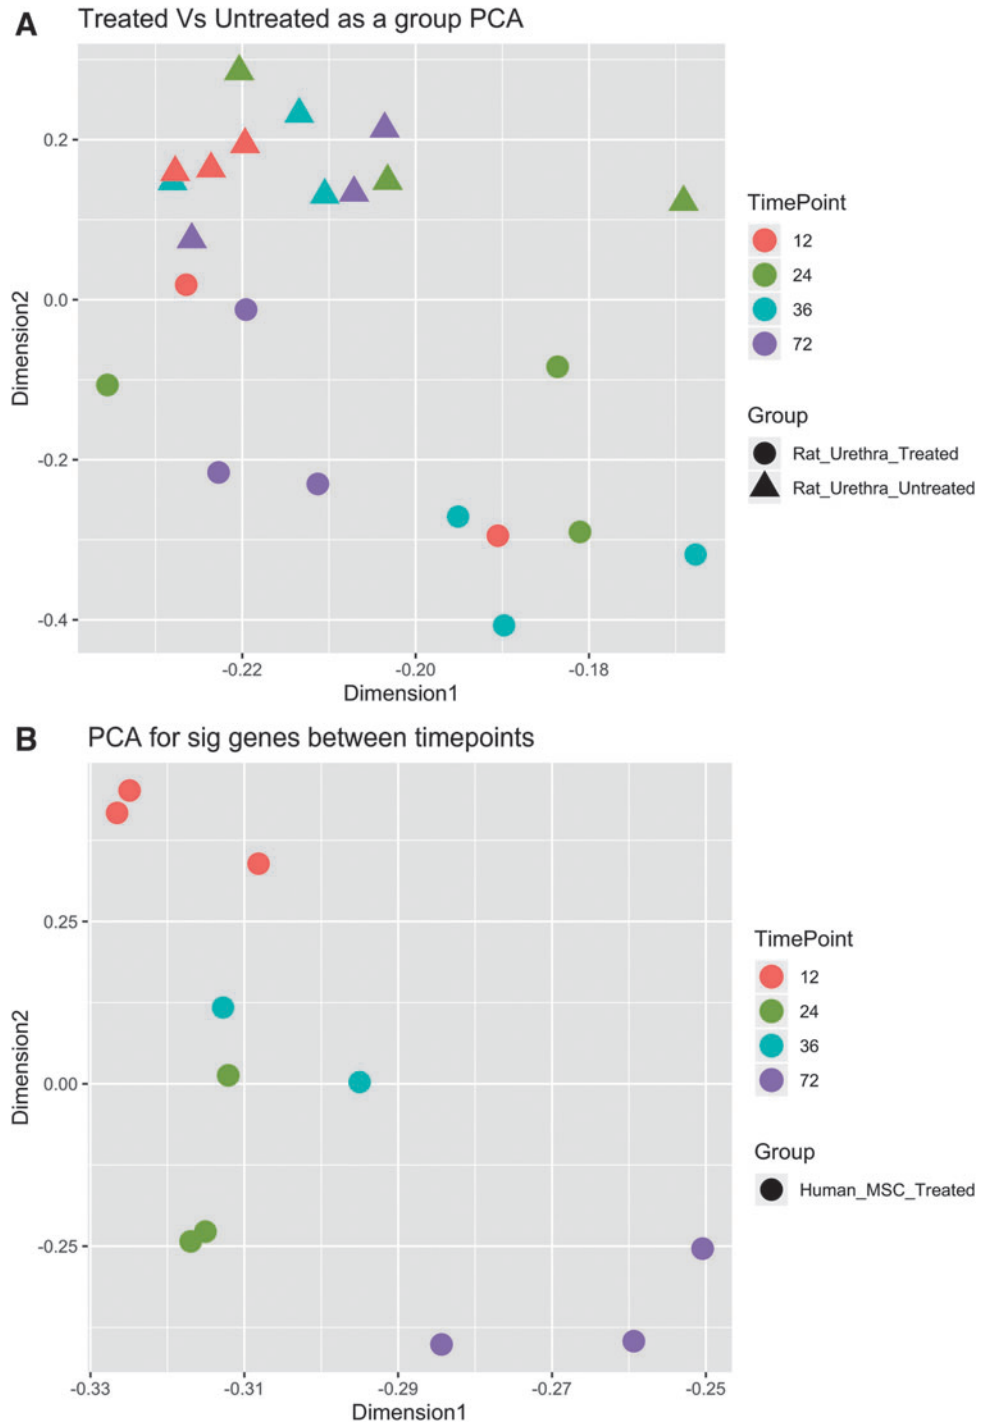 A Treated Vs Untreated as a group PCA
0.2
0.0
-0.2
-0.4
Dimension2
-0.22 -0.20 -0.18
Dimension1
TimePoint
12
24
36
72
Group
Rat_Urethra_Treated
Rat_Urethra_Untreated
B PCA for sig genes between timepoints
0.25
0.00
-0.25
Dimension2
-0.33 -0.31 -0.29 -0.27 -0.25
Dimension1
TimePoint
12
24
36
72
Group
Human_MSC_Treated